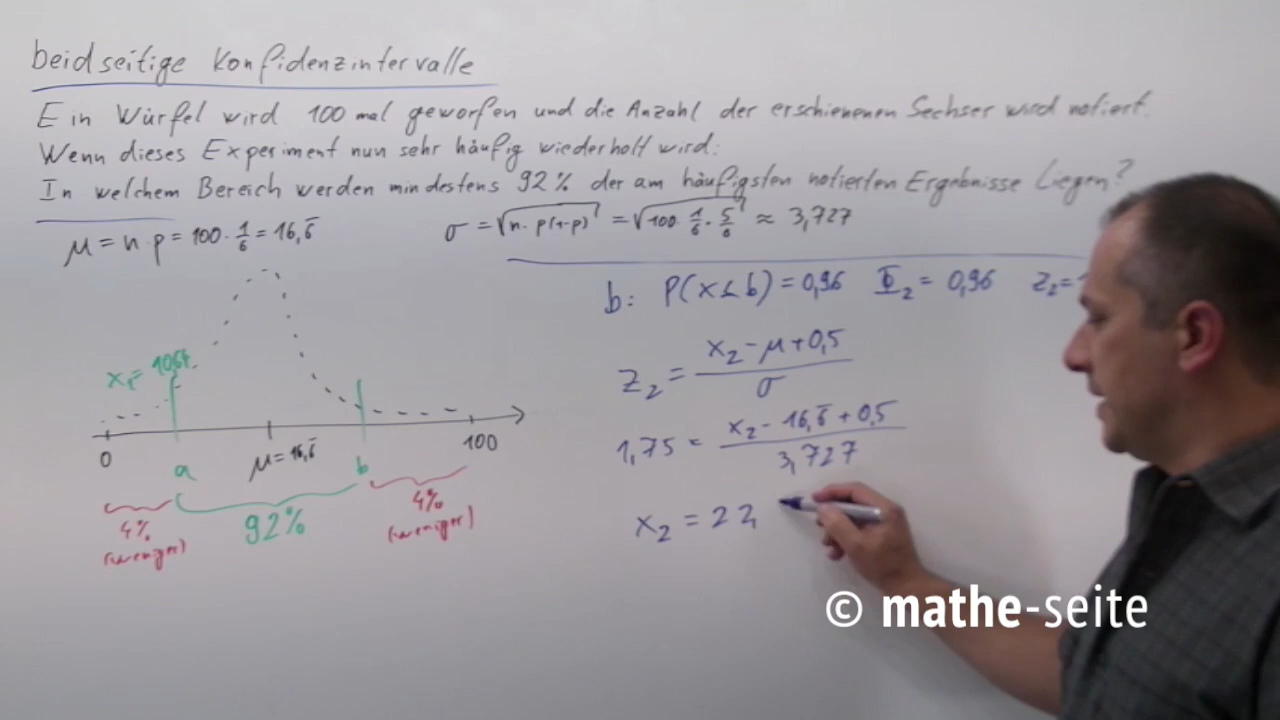 beidseitige Konfidenzintervalle
Ein Würfel wird 100 mal geworfen und die Anzahl der erschienenen Sechser wird notiert.
Wenn dieses Experiment nun sehr häufig wiederholt wird:
In welchem Bereich werden mindestens 92% der am häufigsten notierten Ergebnisse liegen?
μ = n·p = 100·1/6 = 16,6̅
σ = √(n·p(1-p)) = √(100·1/6·5/6) ≈ 3,727
b: P(x≤b) = 0,96 Φ₂ = 0,96 z₂=
z₂ = (x₂-μ+0,5)/σ
x₁= 10,64
1,75 = (x₂-16,6̅+0,5)/3,727
0 μ=16,6̅ 100
a b
x₂ = 22,
4% 92% 4%
(weniger) (weniger)
© mathe-seite